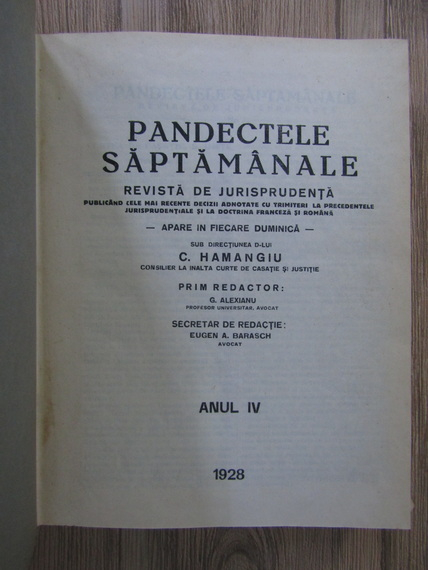 PANDECTELE
SĂPTĂMÂNALE
REVISTĂ DE JURISPRUDENȚĂ
PUBLICÂND CELE MAI RECENTE DECIZII ADNOTATE CU TRIMITERI LA PRECEDENTELE
JURISPRUDENȚIALE ȘI LA DOCTRINA FRANCEZĂ ȘI ROMÂNĂ
— APARE IN FIECARE DUMINICĂ —
SUB DIRECȚIUNEA D-LUI
C. HAMANGIU
CONSILIER LA INALTA CURTE DE CASAȚIE ȘI JUSTIȚIE
PRIM REDACTOR:
G. ALEXIANU
PROFESOR UNIVERSITAR, AVOCAT
SECRETAR DE REDACȚIE:
EUGEN A. BARASCH
AVOCAT
ANUL IV
1928